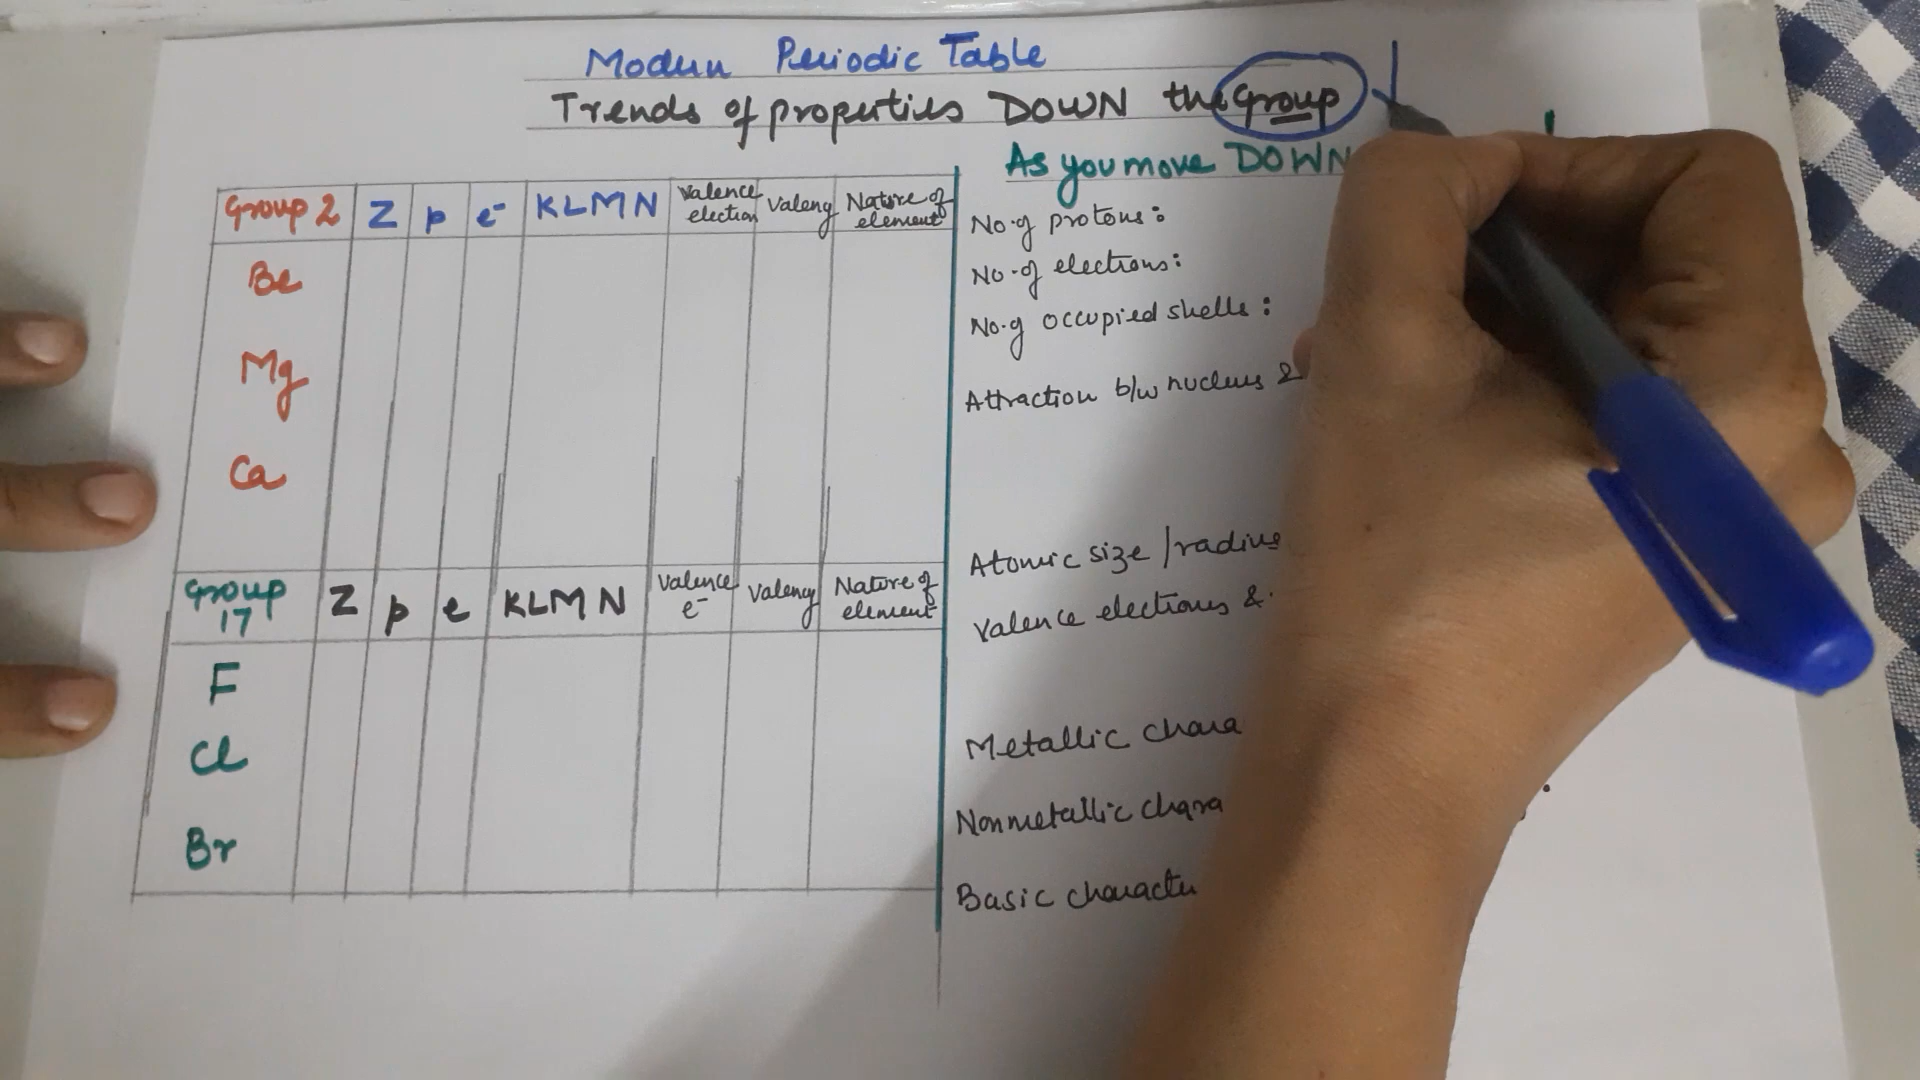 Modern Periodic Table
Trends of properties DOWN the group
As you move DOWN
Group 2 Z p e- KLMN Valence electron Valency Nature of element
Be
Mg
Ca
Group 17 Z p e KLMN Valence e- Valency Nature of element
F
Cl
Br
No. of protons:
No. of electrons:
No. of occupied shells:
Attraction b/w nucleus &
Atomic size / radius
Valence electrons &
Metallic chara
Nonmetallic chara
Basic character